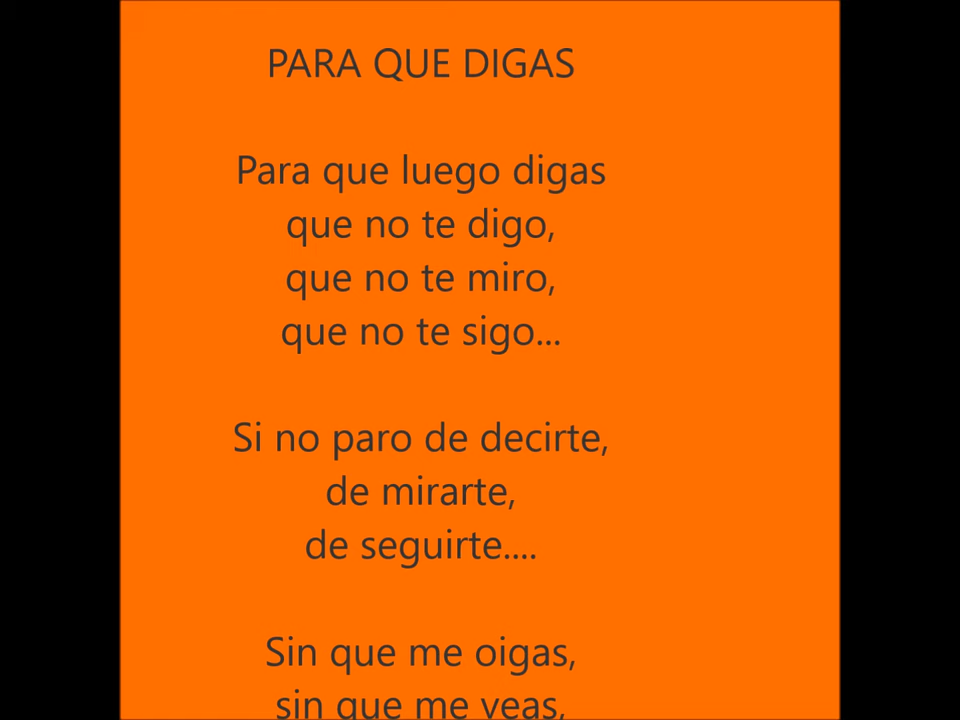 PARA QUE DIGAS
Para que luego digas
que no te digo,
que no te miro,
que no te sigo...
Si no paro de decirte,
de mirarte,
de seguirte....
Sin que me oigas,
sin que me veas,